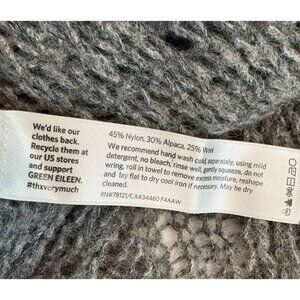 We'd like our
clothes back.
Recycle them at
our US stores
and support
GREEN EILEEN.
#thxverymuch
45% Nylon, 30% Alpaca, 25% Wool
We recommend hand wash cold separately, using mild
detergent, no bleach, rinse well, gently squeeze, do not
wring, roll in towel to remove excess moisture, reshape
and lay flat to dry cool iron if necessary. May be dry
cleaned.
RN#78121/CA#34460 F4AAW